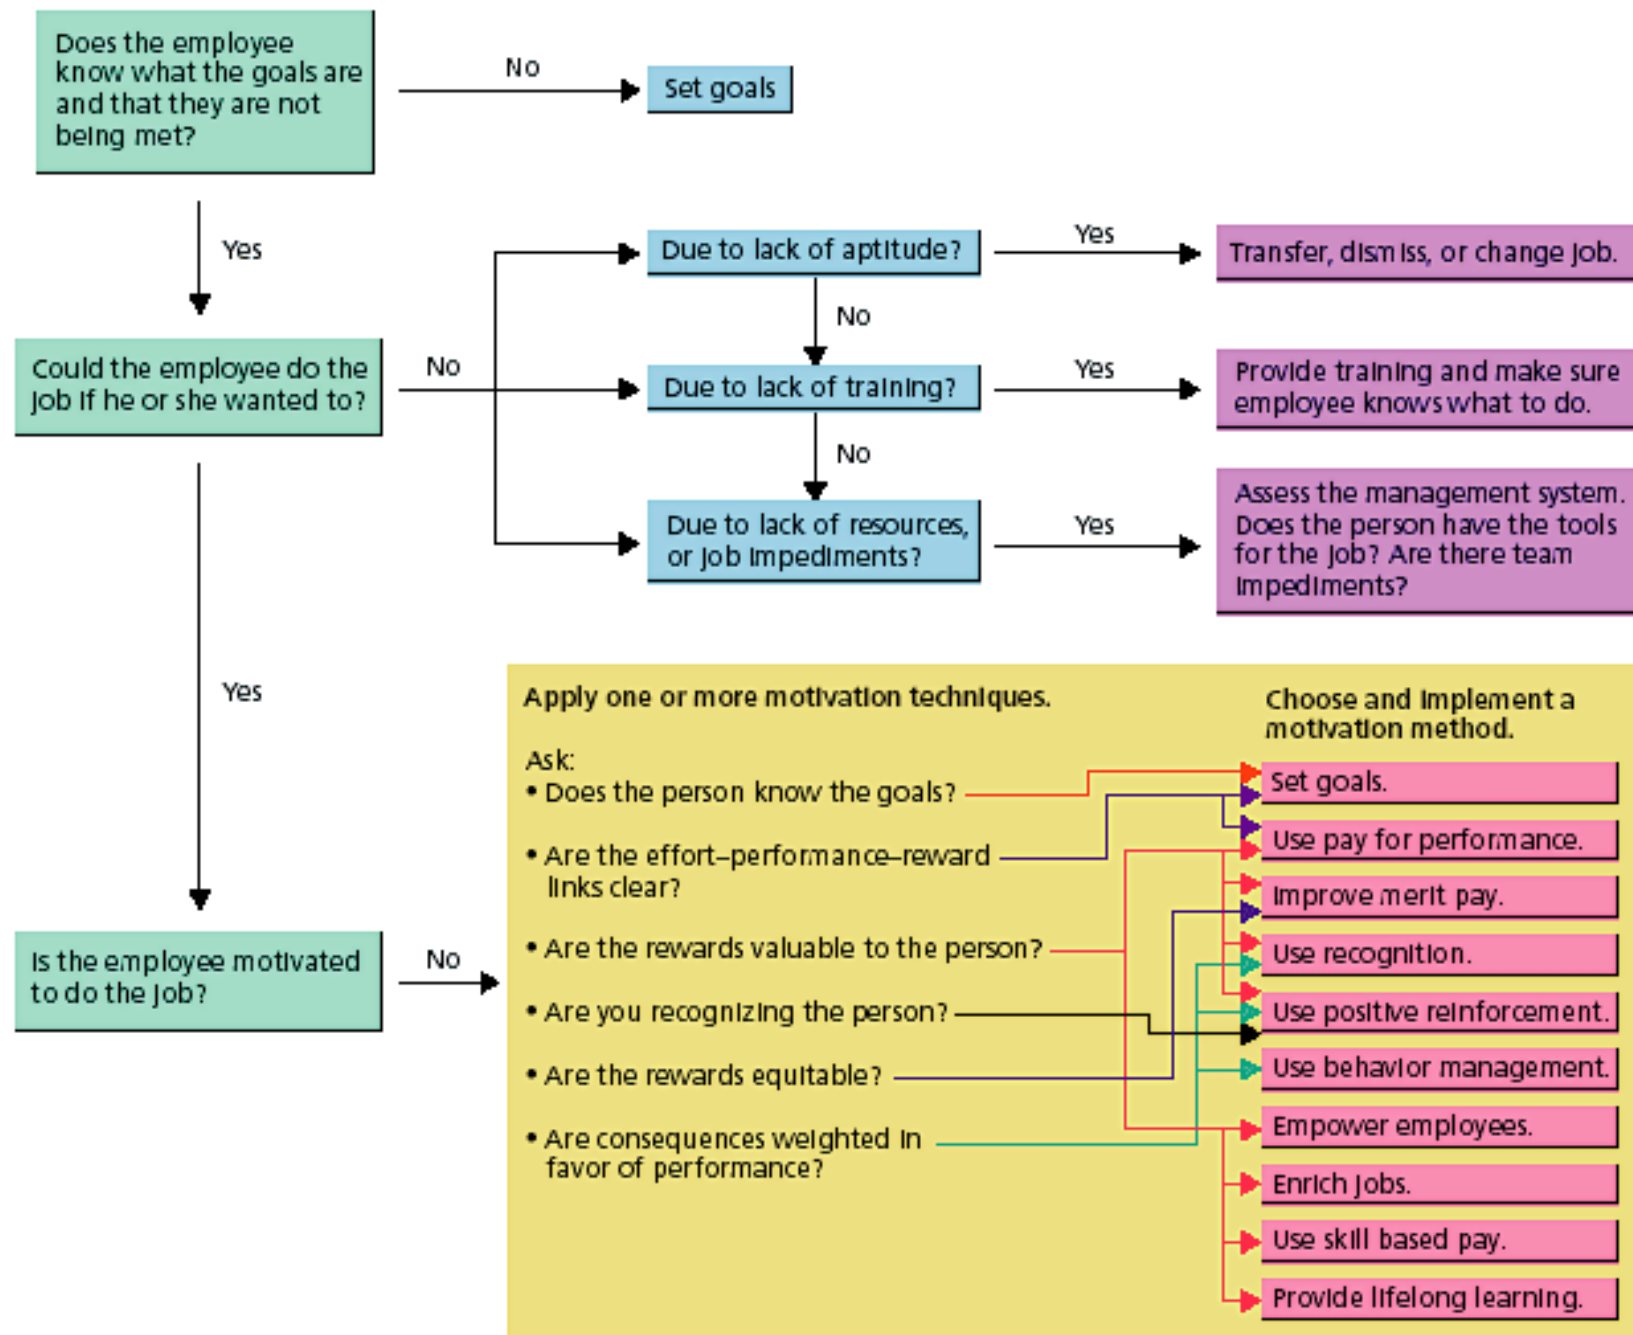 Does the employee
know what the goals are
and that they are not
being met?
No
Set goals
Yes
Due to lack of aptitude?
Yes
Transfer, dismiss, or change job.
No
Could the employee do the
job if he or she wanted to?
No
Due to lack of training?
Yes
Provide training and make sure
employee knows what to do.
No
Due to lack of resources,
or job impediments?
Yes
Assess the management system.
Does the person have the tools
for the job? Are there team
impediments?
Yes
Is the employee motivated
to do the job?
No
Apply one or more motivation techniques.
Ask:
• Does the person know the goals?
• Are the effort–performance–reward
links clear?
• Are the rewards valuable to the person?
• Are you recognizing the person?
• Are the rewards equitable?
• Are consequences weighted in
favor of performance?
Choose and implement a
motivation method.
Set goals.
Use pay for performance.
Improve merit pay.
Use recognition.
Use positive reinforcement.
Use behavior management.
Empower employees.
Enrich jobs.
Use skill based pay.
Provide lifelong learning.